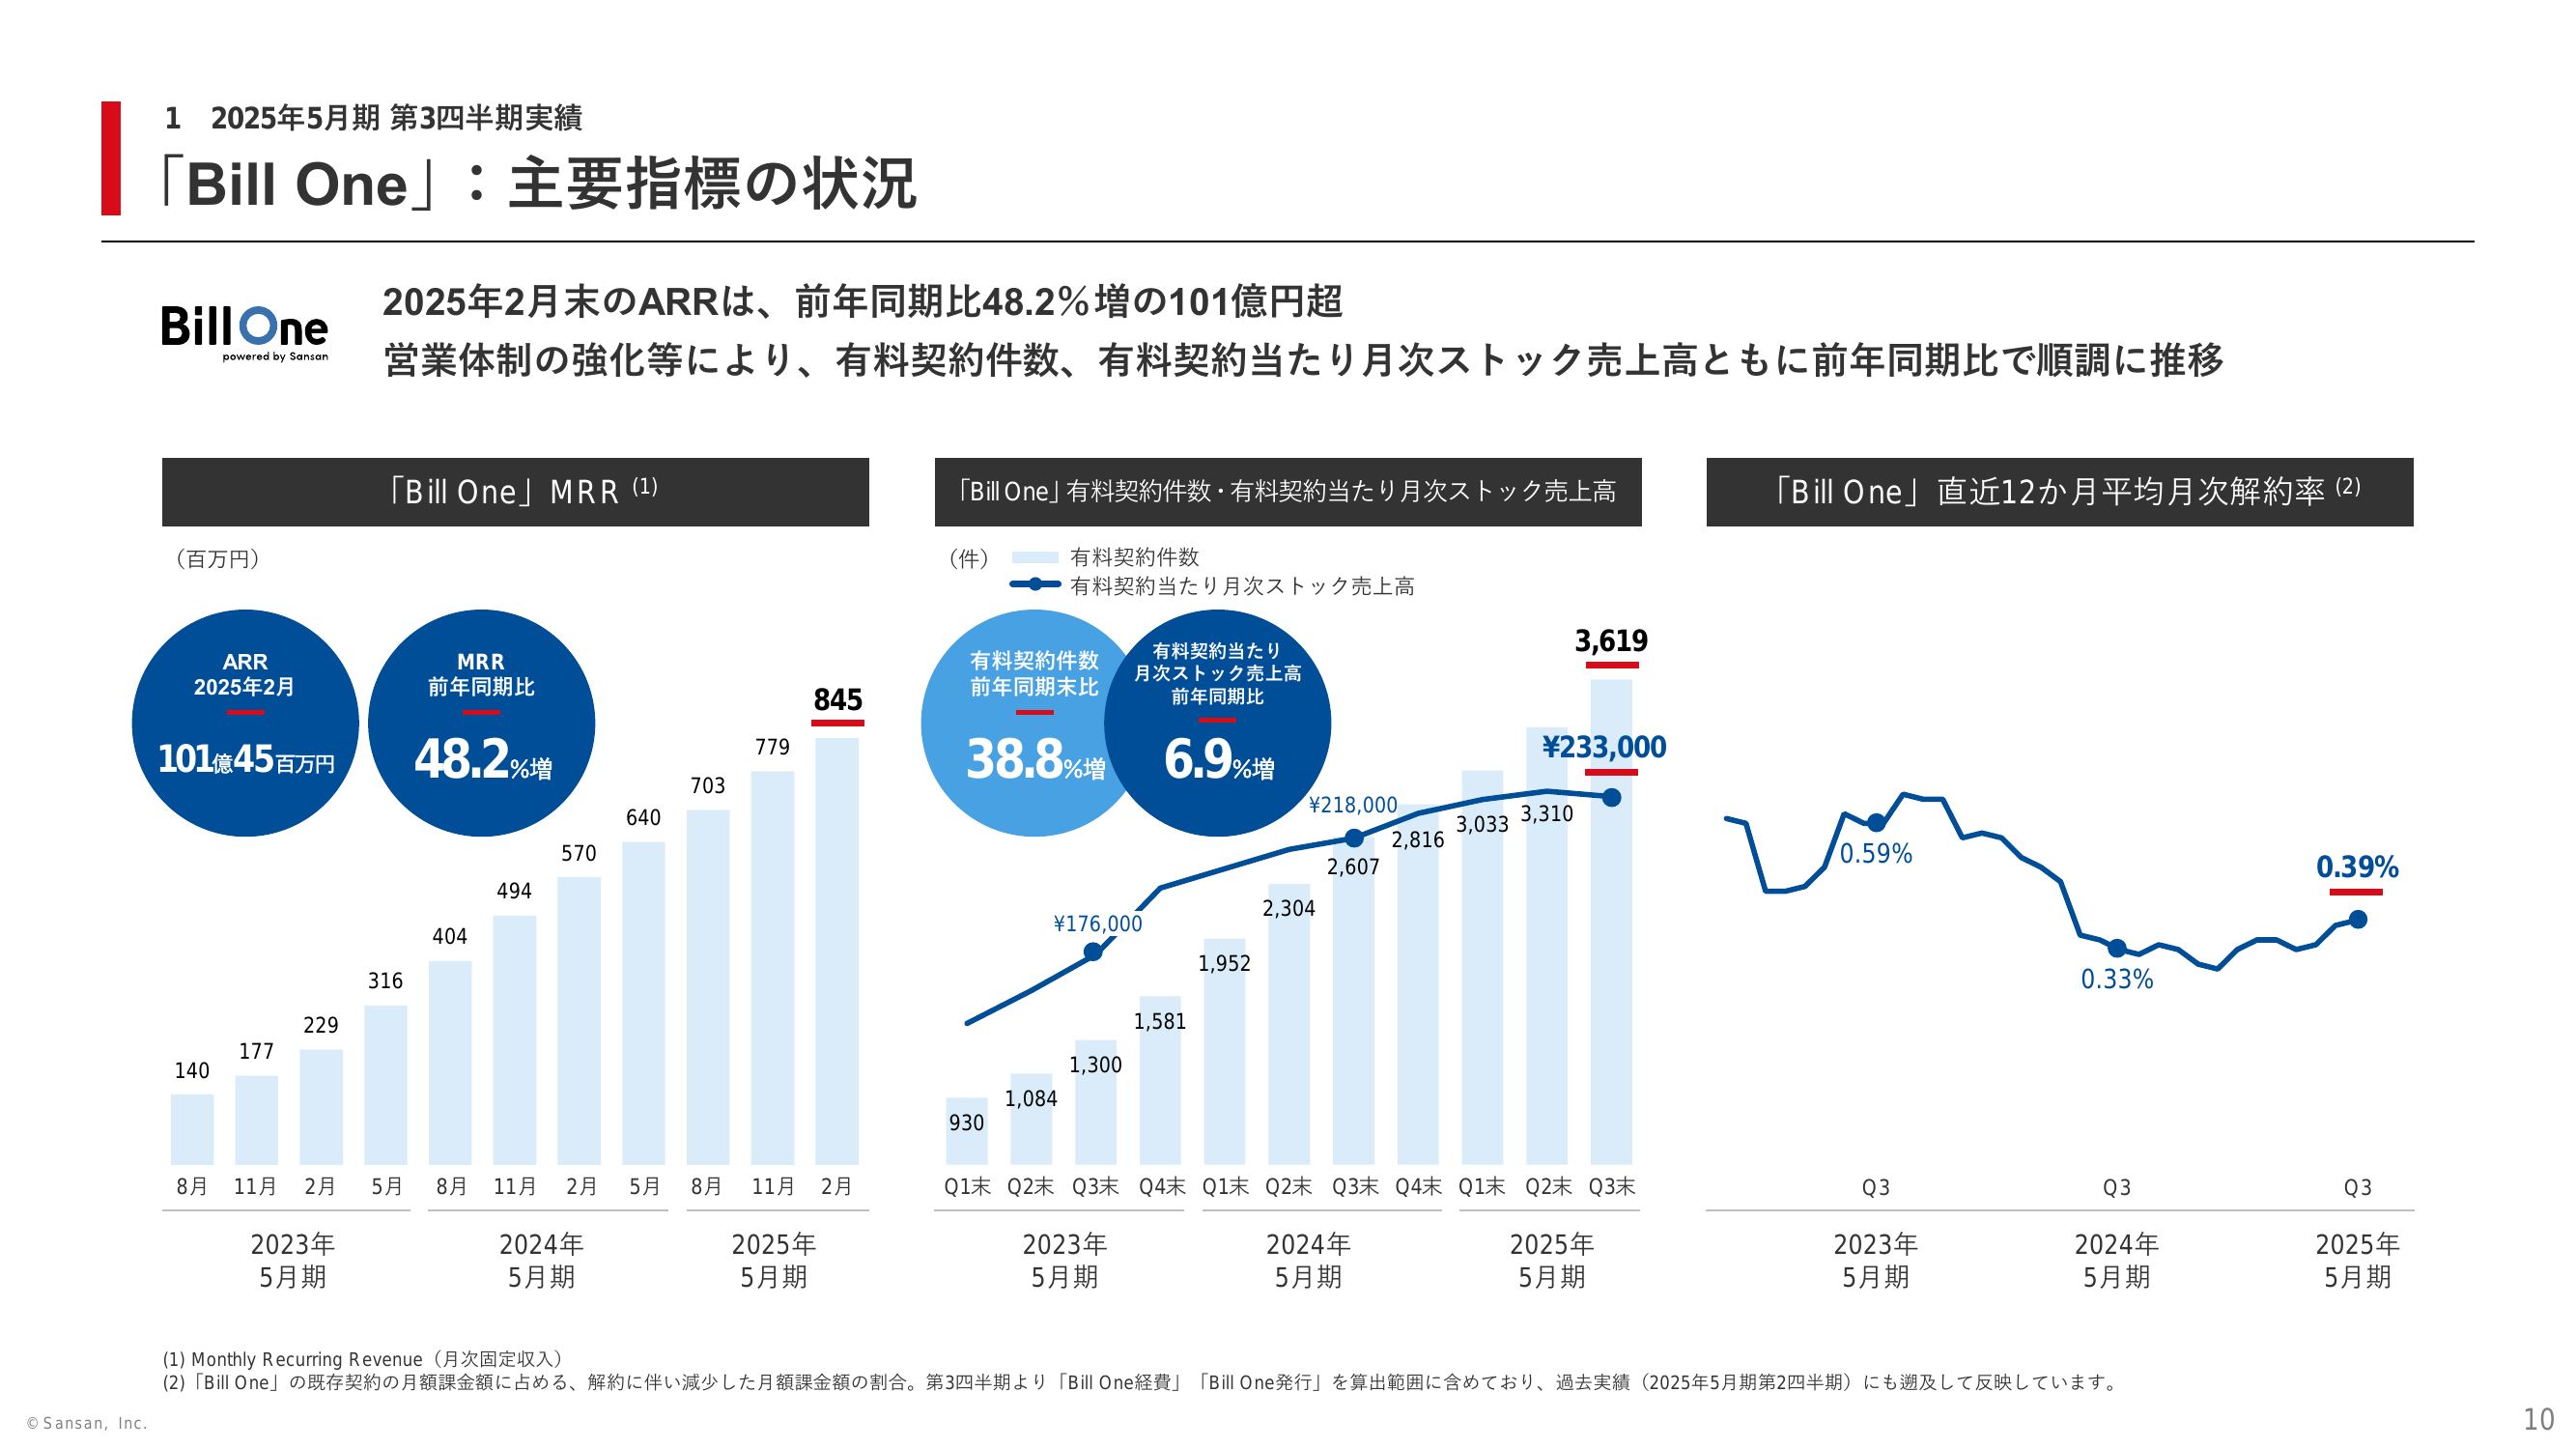 1　2025年5月期 第3四半期実績
「Bill One」：主要指標の状況
Bill One
powered by Sansan
2025年2月末のARRは、前年同期比48.2％増の101億円超
営業体制の強化等により、有料契約件数、有料契約当たり月次ストック売上高ともに前年同期比で順調に推移
「Bill One」MRR (1)
（百万円）
ARR
2025年2月
101億45百万円
MRR
前年同期比
48.2%増
140
177
229
316
404
494
570
640
703
779
845
8月 11月 2月 5月 8月 11月 2月 5月 8月 11月 2月
2023年
5月期
2024年
5月期
2025年
5月期
「Bill One」有料契約件数・有料契約当たり月次ストック売上高
（件）
有料契約件数
有料契約当たり月次ストック売上高
有料契約件数
前年同期末比
38.8%増
有料契約当たり
月次ストック売上高
前年同期比
6.9%増
¥176,000
¥218,000
¥233,000
930
1,084
1,300
1,581
1,952
2,304
2,607
2,816
3,033
3,310
3,619
Q1末 Q2末 Q3末 Q4末 Q1末 Q2末 Q3末 Q4末 Q1末 Q2末 Q3末
2023年
5月期
2024年
5月期
2025年
5月期
「Bill One」直近12か月平均月次解約率 (2)
0.59%
0.33%
0.39%
Q3 Q3 Q3
2023年
5月期
2024年
5月期
2025年
5月期
(1) Monthly Recurring Revenue（月次固定収入）
(2)「Bill One」の既存契約の月額課金額に占める、解約に伴い減少した月額課金額の割合。第3四半期より「Bill One経費」「Bill One発行」を算出範囲に含めており、過去実績（2025年5月期第2四半期）にも遡及して反映しています。
©Sansan, Inc.
10